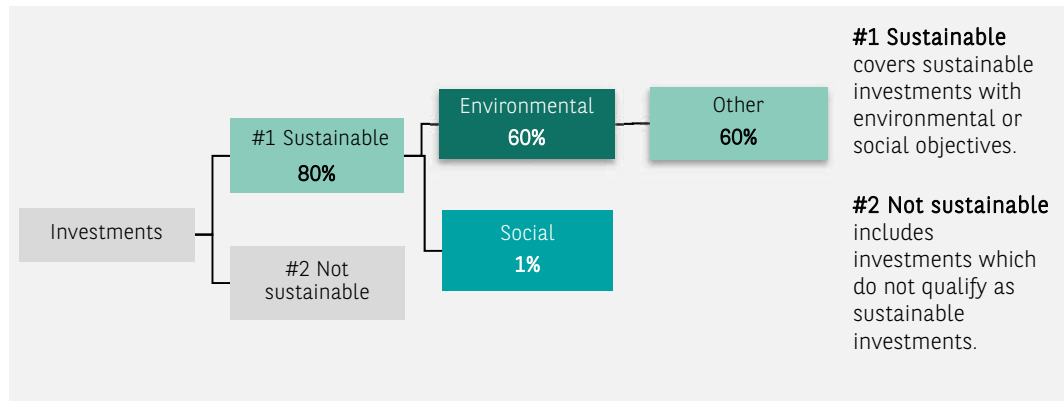 Investments
#1 Sustainable
80%
#2 Not
sustainable
Environmental
60%
Social
1%
Other
60%
#1 Sustainable
covers sustainable
investments with
environmental or
social objectives.
#2 Not sustainable
includes
investments which
do not qualify as
sustainable
investments.